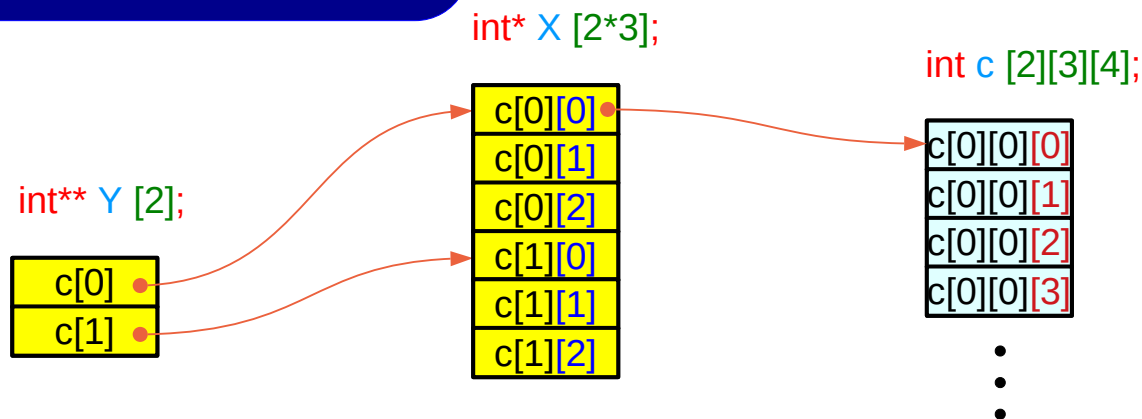 int* X [2*3];
int c [2][3][4];
int** Y [2];
c[0]
c[1]
c[0][0]
c[0][1]
c[0][2]
c[1][0]
c[1][1]
c[1][2]
c[0][0][0]
c[0][0][1]
c[0][0][2]
c[0][0][3]